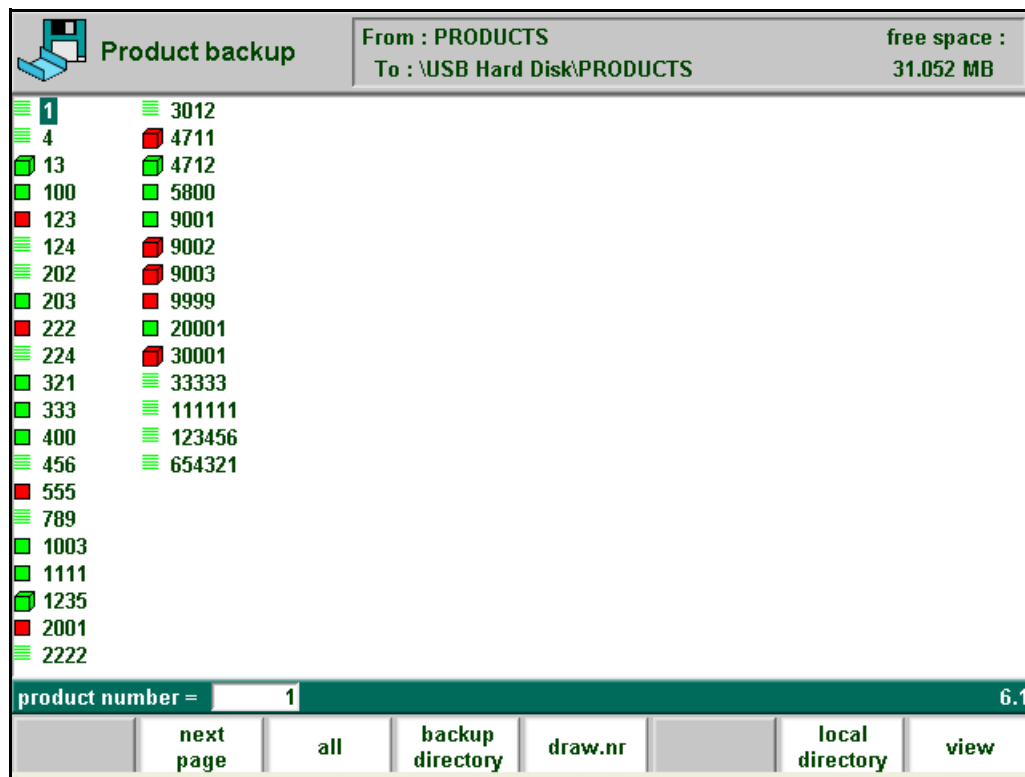 Product backup
From : PRODUCTS
To : \USB Hard Disk\PRODUCTS
free space :
31.052 MB
1
4
13
100
123
124
202
203
222
224
321
333
400
456
555
789
1003
1111
1235
2001
2222
3012
4711
4712
5800
9001
9002
9003
9999
20001
30001
33333
111111
123456
654321
product number = 1
6.1
next
page
all
backup
directory
draw.nr
local
directory
view